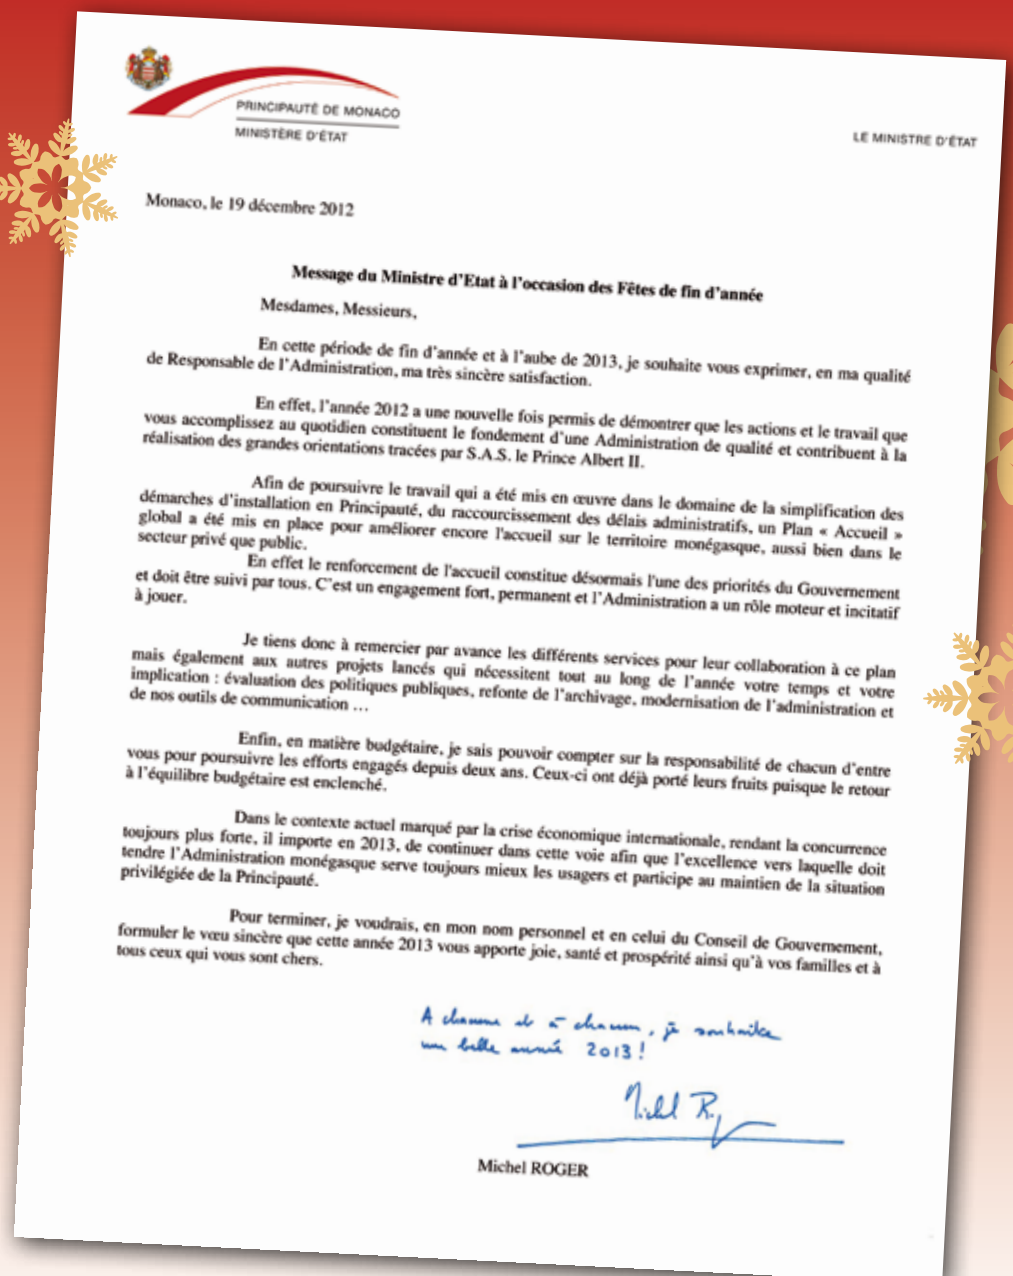 PRINCIPAUTÉ DE MONACO
MINISTÈRE D'ÉTAT
LE MINISTRE D'ÉTAT
Monaco, le 19 décembre 2012
Message du Ministre d'Etat à l'occasion des Fêtes de fin d'année
Mesdames, Messieurs,
En cette période de fin d'année et à l'aube de 2013, je souhaite vous exprimer, en ma qualité
de Responsable de l'Administration, ma très sincère satisfaction.
En effet, l'année 2012 a une nouvelle fois permis de démontrer que les actions et le travail que
vous accomplissez au quotidien constituent le fondement d'une Administration de qualité et contribuent à la
réalisation des grandes orientations tracées par S.A.S. le Prince Albert II.
Afin de poursuivre le travail qui a été mis en œuvre dans le domaine de la simplification des
démarches d'installation en Principauté, du raccourcissement des délais administratifs, un Plan « Accueil »
global a été mis en place pour améliorer encore l'accueil sur le territoire monégasque, aussi bien dans le
secteur privé que public.
En effet le renforcement de l'accueil constitue désormais l'une des priorités du Gouvernement
et doit être suivi par tous. C'est un engagement fort, permanent et l'Administration a un rôle moteur et incitatif
à jouer.
Je tiens donc à remercier par avance les différents services pour leur collaboration à ce plan
mais également aux autres projets lancés qui nécessitent tout au long de l'année votre temps et votre
implication : évaluation des politiques publiques, refonte de l'archivage, modernisation de l'administration et
de nos outils de communication …
Enfin, en matière budgétaire, je sais pouvoir compter sur la responsabilité de chacun d'entre
vous pour poursuivre les efforts engagés depuis deux ans. Ceux-ci ont déjà porté leurs fruits puisque le retour
à l'équilibre budgétaire est enclenché.
Dans le contexte actuel marqué par la crise économique internationale, rendant la concurrence
toujours plus forte, il importe en 2013, de continuer dans cette voie afin que l'excellence vers laquelle doit
tendre l'Administration monégasque serve toujours mieux les usagers et participe au maintien de la situation
privilégiée de la Principauté.
Pour terminer, je voudrais, en mon nom personnel et en celui du Conseil de Gouvernement,
formuler le vœu sincère que cette année 2013 vous apporte joie, santé et prospérité ainsi qu'à vos familles et à
tous ceux qui vous sont chers.
A chacune et à chacun, je souhaite
une belle année 2013 !
Michel Roger
Michel ROGER